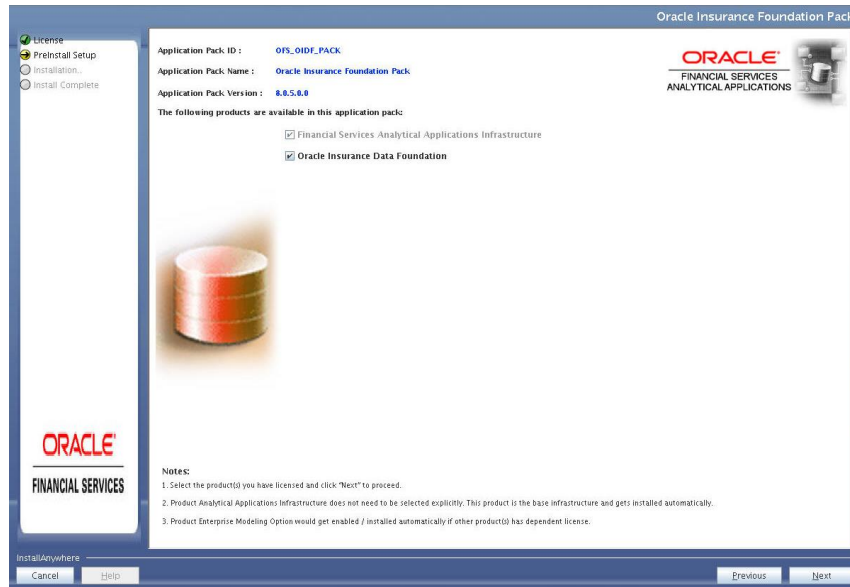 Oracle Insurance Foundation Pack
License
PreInstall Setup
Installation..
Install Complete
Application Pack ID : OFS_OIDF_PACK
Application Pack Name : Oracle Insurance Foundation Pack
Application Pack Version : 8.0.5.0.0
ORACLE®
FINANCIAL SERVICES
ANALYTICAL APPLICATIONS
The following products are available in this application pack:
Financial Services Analytical Applications Infrastructure
Oracle Insurance Data Foundation
ORACLE®
FINANCIAL SERVICES
Notes:
1. Select the product(s) you have licensed and click "Next" to proceed.
2. Product Analytical Applications Infrastructure does not need to be selected explicitly. This product is the base infrastructure and gets installed automatically.
3. Product Enterprise Modeling Option would get enabled / installed automatically if other product(s) has dependent license.
InstallAnywhere
Cancel Help Previous Next